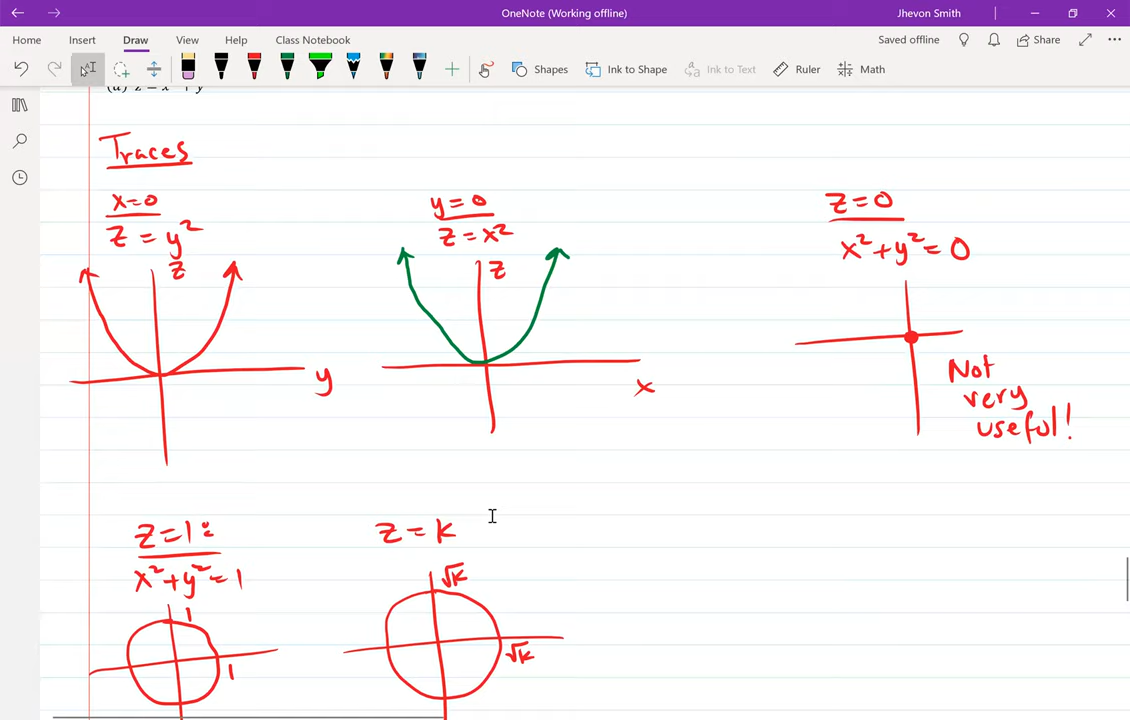 OneNote (Working offline)
Jhevon Smith
Home
Insert
Draw
View
Help
Class Notebook
Saved offline
Share
Shapes
Ink to Shape
Ink to Text
Ruler
Math
Traces
x=0
z = y²
z
y
y=0
z = x²
z
x
z=0
x²+y²=0
Not
very
useful!
z=1:
x²+y²=1
1
1
z=k
√k
√k